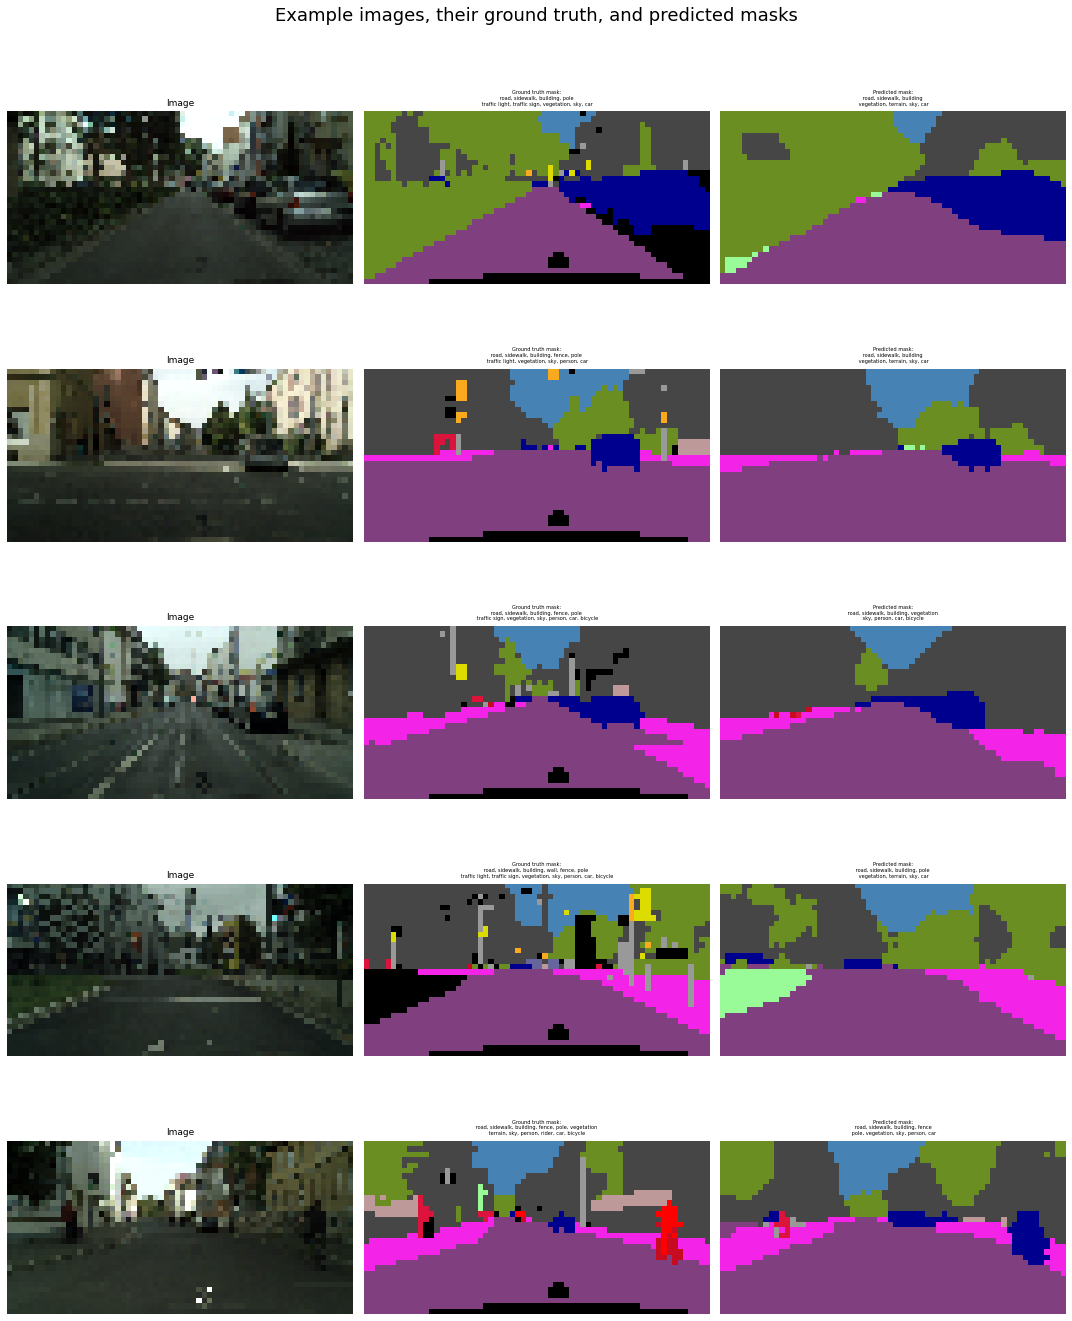 Example images, their ground truth, and predicted masks
Image
Ground truth mask:
road, sidewalk, building, pole
traffic light, traffic sign, vegetation, sky, car
Predicted mask:
road, sidewalk, building
vegetation, terrain, sky, car
Image
Ground truth mask:
road, sidewalk, building, fence, pole
traffic light, vegetation, sky, person, car
Predicted mask:
road, sidewalk, building
vegetation, terrain, sky, car
Image
Ground truth mask:
road, sidewalk, building, fence, pole
traffic sign, vegetation, sky, person, car, bicycle
Predicted mask:
road, sidewalk, building, vegetation
sky, person, car, bicycle
Image
Ground truth mask:
road, sidewalk, building, wall, fence, pole
traffic light, traffic sign, vegetation, sky, person, car, bicycle
Predicted mask:
road, sidewalk, building, pole
vegetation, terrain, sky, car
Image
Ground truth mask:
road, sidewalk, building, fence, pole, vegetation
terrain, sky, person, rider, car, bicycle
Predicted mask:
road, sidewalk, building, fence
pole, vegetation, sky, person, car